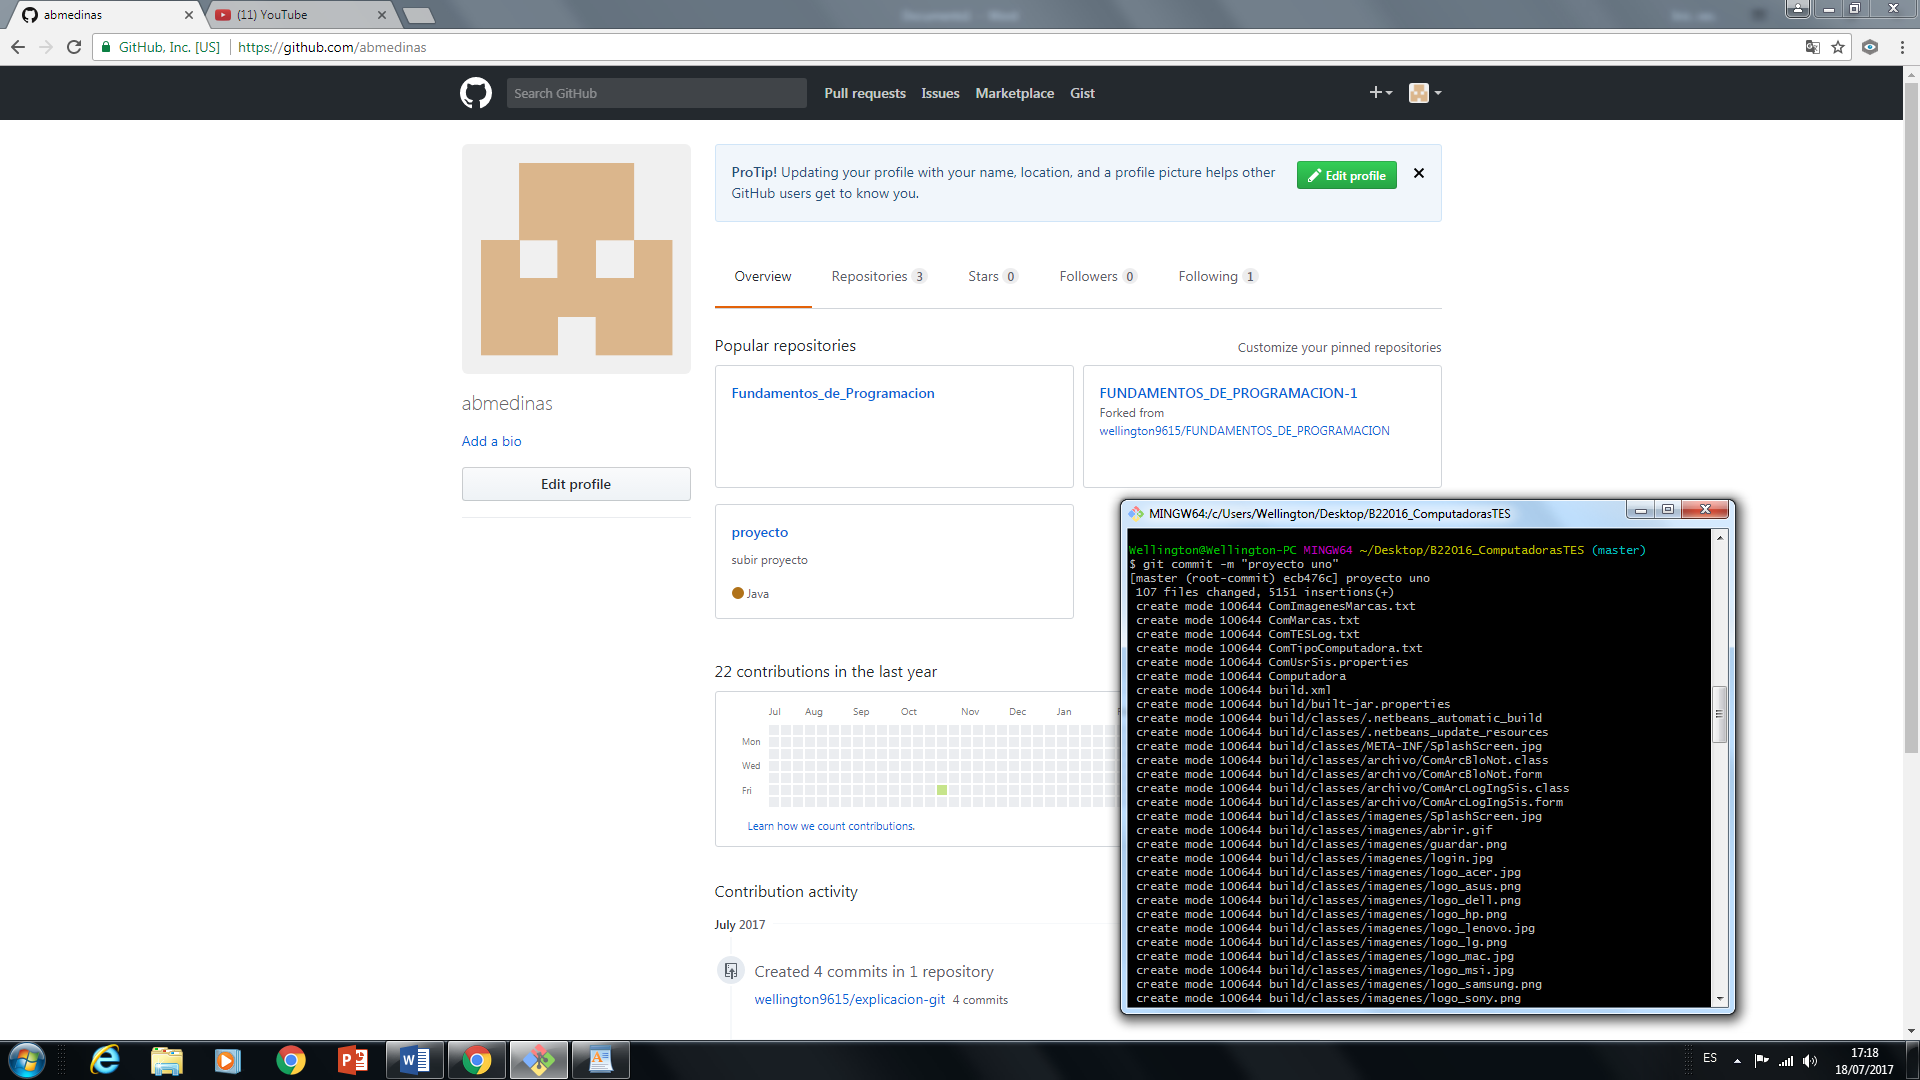 abmedinas
(11) YouTube
GitHub, Inc. [US]
https://github.com/abmedinas
Search GitHub
Pull requests
Issues
Marketplace
Gist
ProTip! Updating your profile with your name, location, and a profile picture helps other
GitHub users get to know you.
Edit profile
Overview
Repositories 3
Stars 0
Followers 0
Following 1
Popular repositories
Customize your pinned repositories
Fundamentos_de_Programacion
FUNDAMENTOS_DE_PROGRAMACION-1
Forked from
wellington9615/FUNDAMENTOS_DE_PROGRAMACION
abmedinas
Add a bio
Edit profile
proyecto
subir proyecto
Java
22 contributions in the last year
Jul Aug Sep Oct Nov Dec Jan
Mon
Wed
Fri
Learn how we count contributions.
Contribution activity
July 2017
Created 4 commits in 1 repository
wellington9615/explicacion-git 4 commits
MINGW64:/c/Users/Wellington/Desktop/B22016_ComputadorasTES
Wellington@Wellington-PC MINGW64 ~/Desktop/B22016_ComputadorasTES (master)
$ git commit -m "proyecto uno"
[master (root-commit) ecb476c] proyecto uno
107 files changed, 5151 insertions(+)
create mode 100644 ComImagenesMarcas.txt
create mode 100644 ComMarcas.txt
create mode 100644 ComTESLog.txt
create mode 100644 ComTipoComputadora.txt
create mode 100644 ComUsrSis.properties
create mode 100644 Computadora
create mode 100644 build.xml
create mode 100644 build/built-jar.properties
create mode 100644 build/classes/.netbeans_automatic_build
create mode 100644 build/classes/.netbeans_update_resources
create mode 100644 build/classes/META-INF/SplashScreen.jpg
create mode 100644 build/classes/archivo/ComArcBloNot.class
create mode 100644 build/classes/archivo/ComArcBloNot.form
create mode 100644 build/classes/archivo/ComArcLogIngSis.class
create mode 100644 build/classes/archivo/ComArcLogIngSis.form
create mode 100644 build/classes/imagenes/SplashScreen.jpg
create mode 100644 build/classes/imagenes/abrir.gif
create mode 100644 build/classes/imagenes/guardar.png
create mode 100644 build/classes/imagenes/login.jpg
create mode 100644 build/classes/imagenes/logo_acer.jpg
create mode 100644 build/classes/imagenes/logo_asus.png
create mode 100644 build/classes/imagenes/logo_dell.png
create mode 100644 build/classes/imagenes/logo_hp.png
create mode 100644 build/classes/imagenes/logo_lenovo.jpg
create mode 100644 build/classes/imagenes/logo_lg.png
create mode 100644 build/classes/imagenes/logo_mac.jpg
create mode 100644 build/classes/imagenes/logo_msi.jpg
create mode 100644 build/classes/imagenes/logo_samsung.png
create mode 100644 build/classes/imagenes/logo_sony.png
ES
17:18
18/07/2017